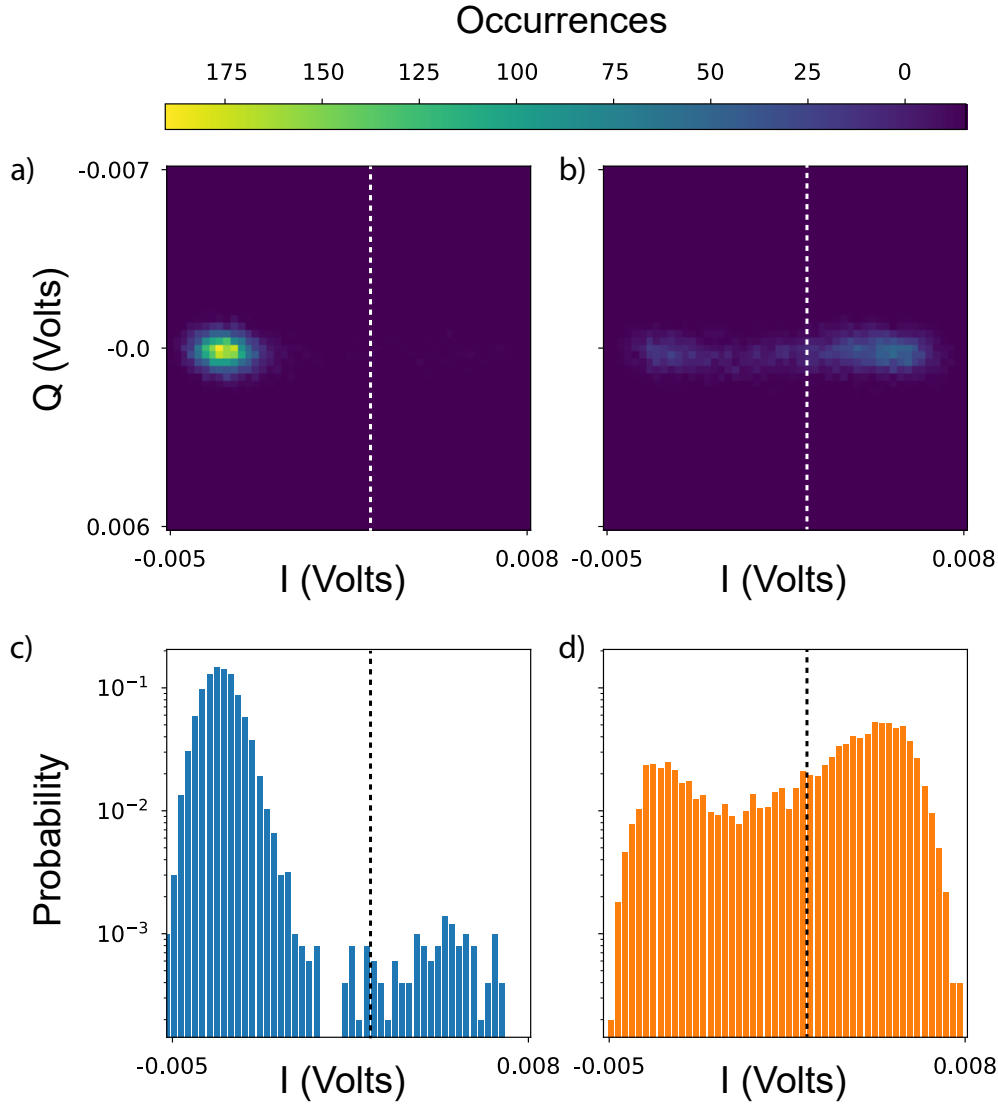 Occurrences
175 150 125 100 75 50 25 0
a) b)
-0.007
-0.0
0.006
Q (Volts)
-0.005 0.008 -0.005 0.008
I (Volts) I (Volts)
c) d)
10⁻¹
10⁻²
10⁻³
Probability
-0.005 0.008 -0.005 0.008
I (Volts) I (Volts)